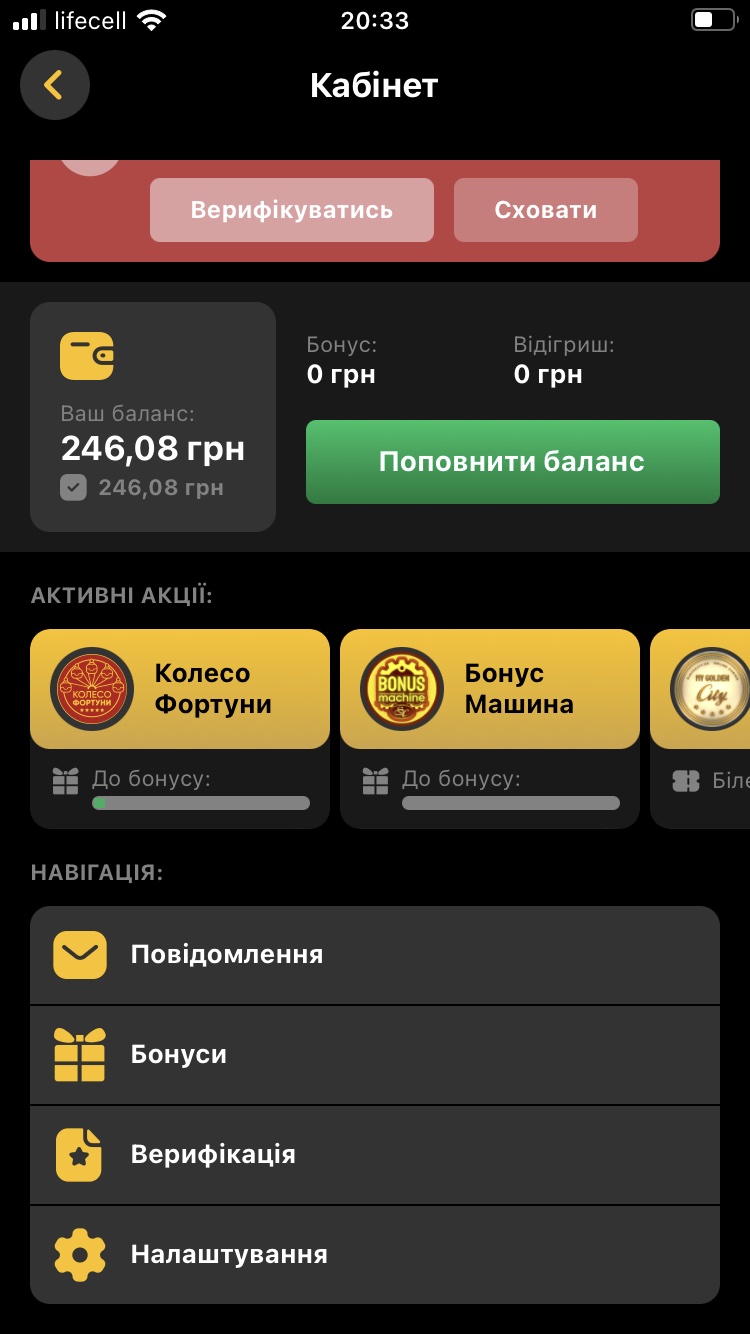 lifecell 20:33
Кабінет
Верифікуватись Сховати
Бонус: Відігриш:
0 грн 0 грн
Ваш баланс:
246,08 грн
246,08 грн
Поповнити баланс
АКТИВНІ АКЦІЇ:
КОЛЕСО
ФОРТУНИ
Колесо
Фортуни
BONUS
machine
Бонус
Машина
MY GOLDEN
City
До бонусу: До бонусу: Біле
НАВІГАЦІЯ:
Повідомлення
Бонуси
Верифікація
Налаштування